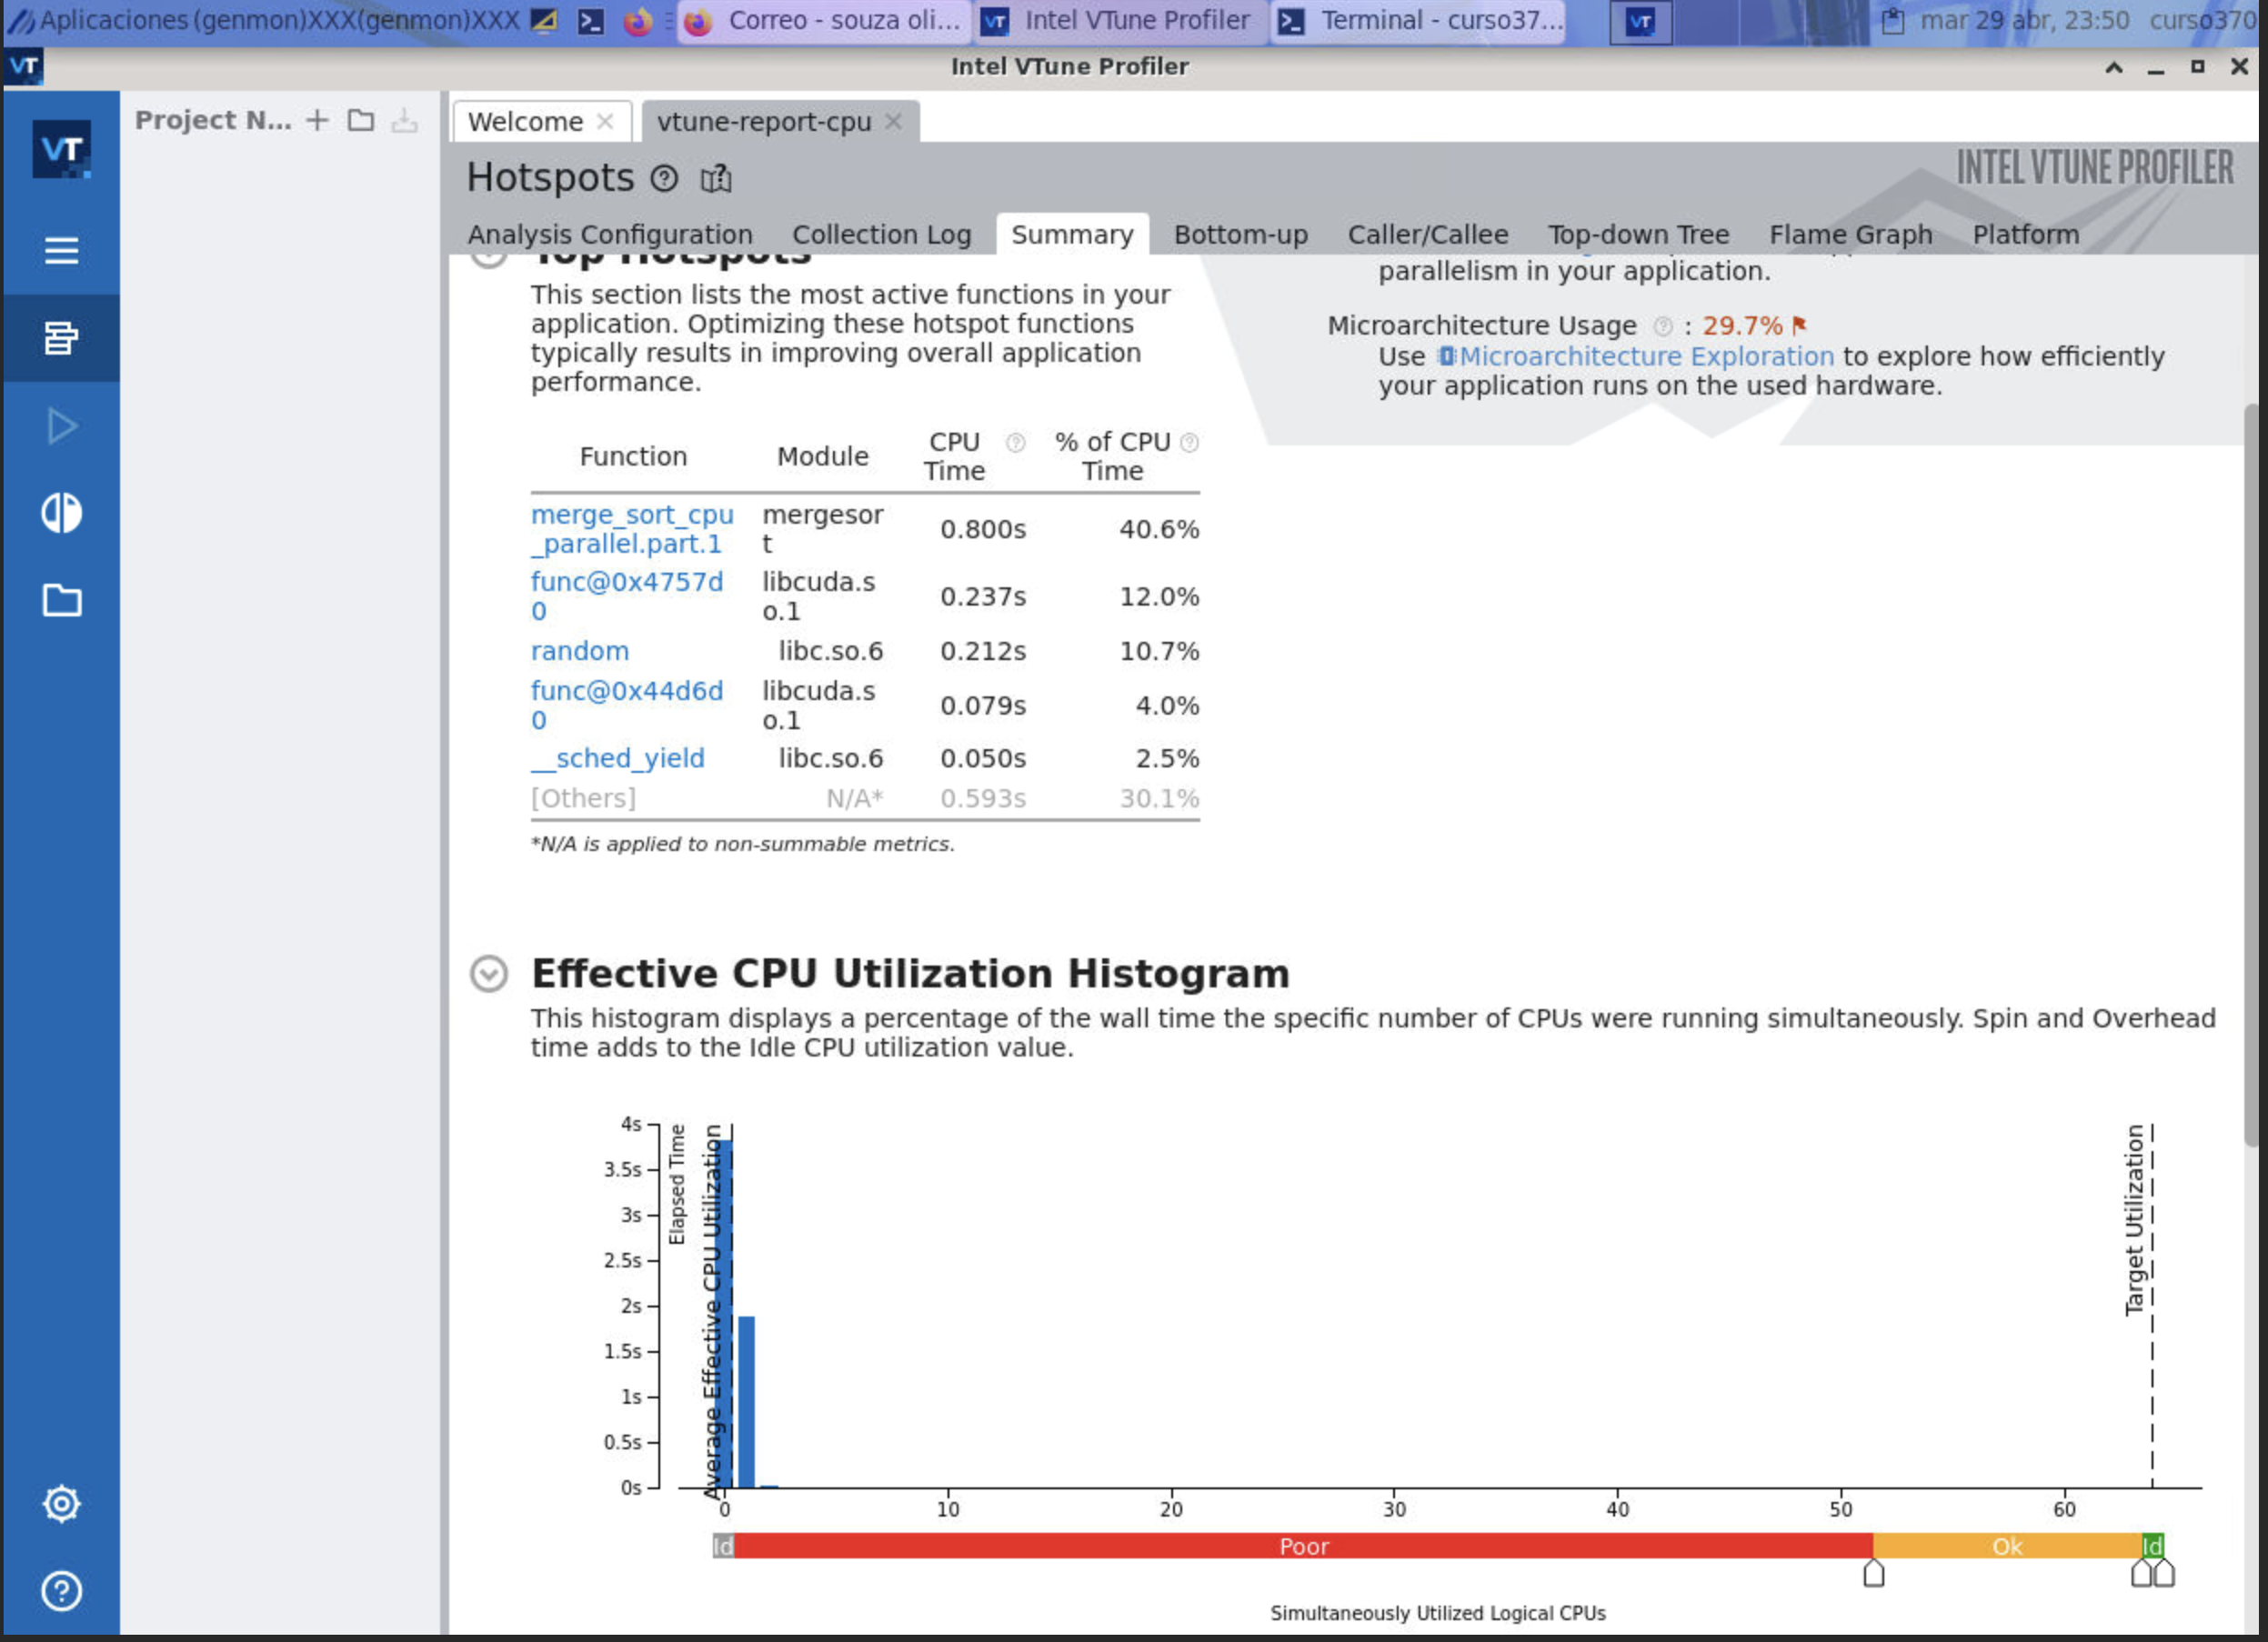 Aplicaciones (genmon)XXX(genmon)XXX
Correo - souza oli...
Intel VTune Profiler
Terminal - curso37...
mar 29 abr, 23:50
curso370
Intel VTune Profiler
Project N...
Welcome
vtune-report-cpu
Hotspots
INTEL VTUNE PROFILER
Analysis Configuration
Collection Log
Summary
Bottom-up
Caller/Callee
Top-down Tree
Flame Graph
Platform
Top Hotspots
This section lists the most active functions in your
application. Optimizing these hotspot functions
typically results in improving overall application
performance.
parallelism in your application.
Microarchitecture Usage : 29.7%
Use Microarchitecture Exploration to explore how efficiently
your application runs on the used hardware.
Function Module CPU Time % of CPU Time
merge_sort_cpu
_parallel.part.1
mergesor
t
0.800s 40.6%
func@0x4757d
0
libcuda.s
o.1
0.237s 12.0%
random libc.so.6 0.212s 10.7%
func@0x44d6d
0
libcuda.s
o.1
0.079s 4.0%
__sched_yield libc.so.6 0.050s 2.5%
[Others] N/A* 0.593s 30.1%
*N/A is applied to non-summable metrics.
Effective CPU Utilization Histogram
This histogram displays a percentage of the wall time the specific number of CPUs were running simultaneously. Spin and Overhead
time adds to the Idle CPU utilization value.
4s
3.5s
3s
2.5s
2s
1.5s
1s
0.5s
0s
Elapsed Time
Average Effective CPU Utilization
Target Utilization
0 10 20 30 40 50 60
Id Poor Ok Id
Simultaneously Utilized Logical CPUs